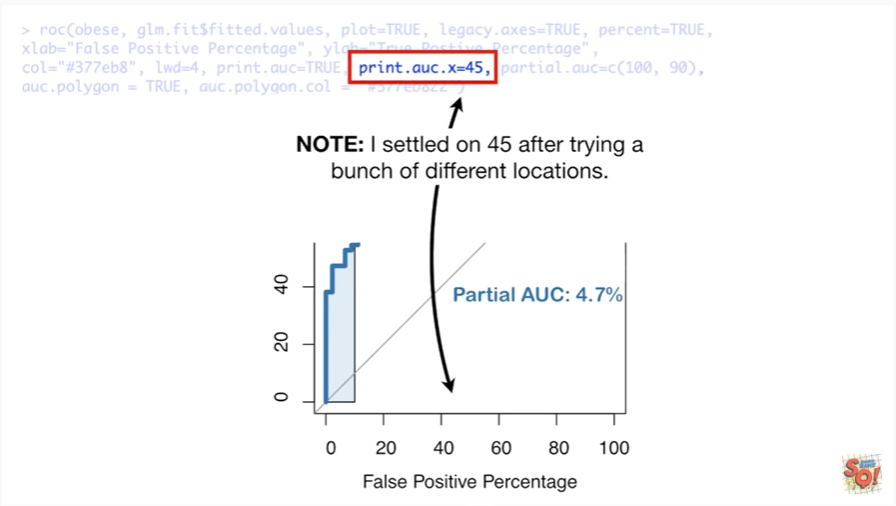 > roc(obese, glm.fit$fitted.values, plot=TRUE, legacy.axes=TRUE, percent=TRUE,
xlab="False Positive Percentage", ylab="True Postive Percentage",
col="#377eb8", lwd=4, print.auc=TRUE, print.auc.x=45, partial.auc=c(100, 90),
auc.polygon = TRUE, auc.polygon.col = "#377eb822")
NOTE: I settled on 45 after trying a
bunch of different locations.
40
Partial AUC: 4.7%
20
0
0 20 40 60 80 100
False Positive Percentage
SQ!